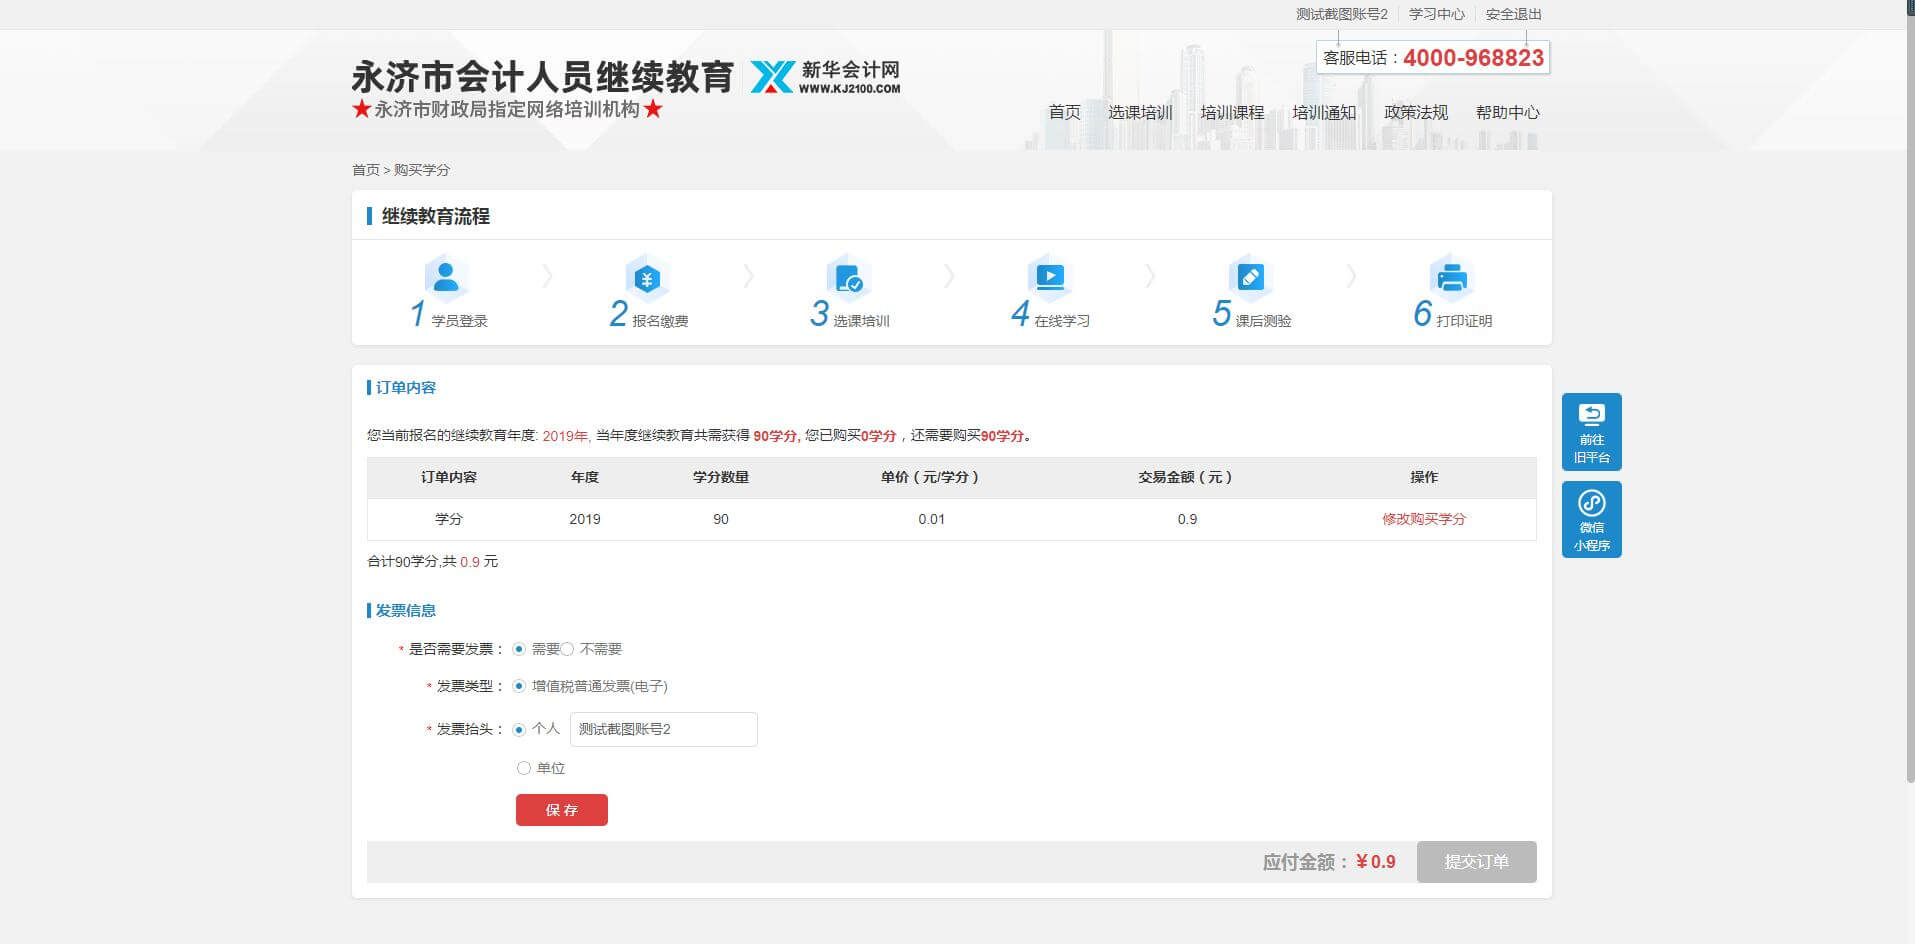 测试截图账号2 学习中心 安全退出
客服电话：4000-968823
永济市会计人员继续教育
新华会计网
WWW.KJ2100.COM
★永济市财政局指定网络培训机构★
首页 选课培训 培训课程 培训通知 政策法规 帮助中心
首页 > 购买学分
继续教育流程
1 学员登录
2 报名缴费
3 选课培训
4 在线学习
5 课后测验
6 打印证明
订单内容
您当前报名的继续教育年度: 2019年, 当年度继续教育共需获得 90学分, 您已购买0学分，还需要购买90学分。
订单内容 年度 学分数量 单价（元/学分） 交易金额（元） 操作
学分 2019 90 0.01 0.9 修改购买学分
合计90学分,共 0.9 元
发票信息
* 是否需要发票： 需要 不需要
* 发票类型： 增值税普通发票(电子)
* 发票抬头： 个人 测试截图账号2
单位
保 存
应付金额：¥0.9 提交订单
前往
旧平台
微信
小程序